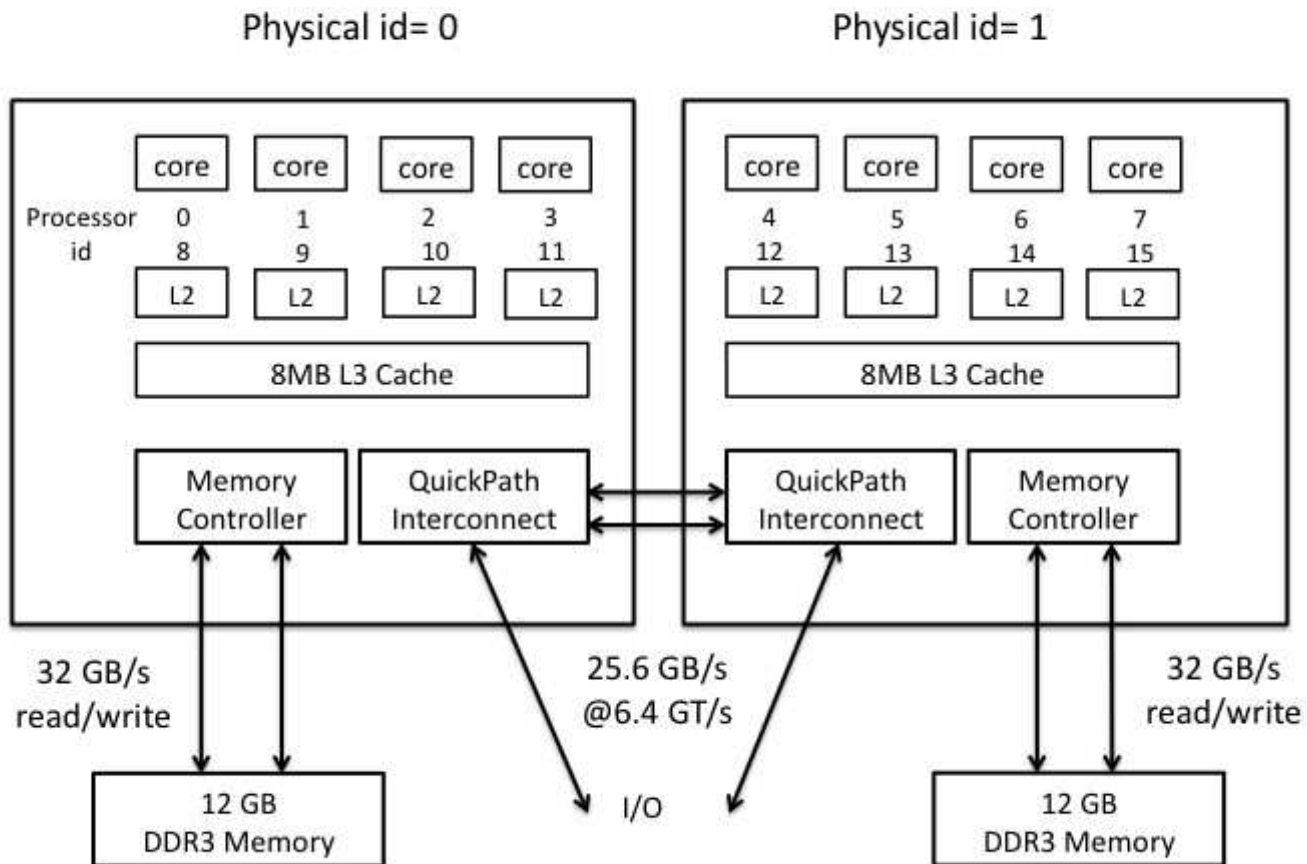 Physical id= 0 Physical id= 1
core core core core core core core core
Processor 0 1 2 3 4 5 6 7
id 8 9 10 11 12 13 14 15
L2 L2 L2 L2 L2 L2 L2 L2
8MB L3 Cache 8MB L3 Cache
Memory QuickPath QuickPath Memory
Controller Interconnect Interconnect Controller
32 GB/s 25.6 GB/s 32 GB/s
read/write @6.4 GT/s read/write
12 GB I/O 12 GB
DDR3 Memory DDR3 Memory